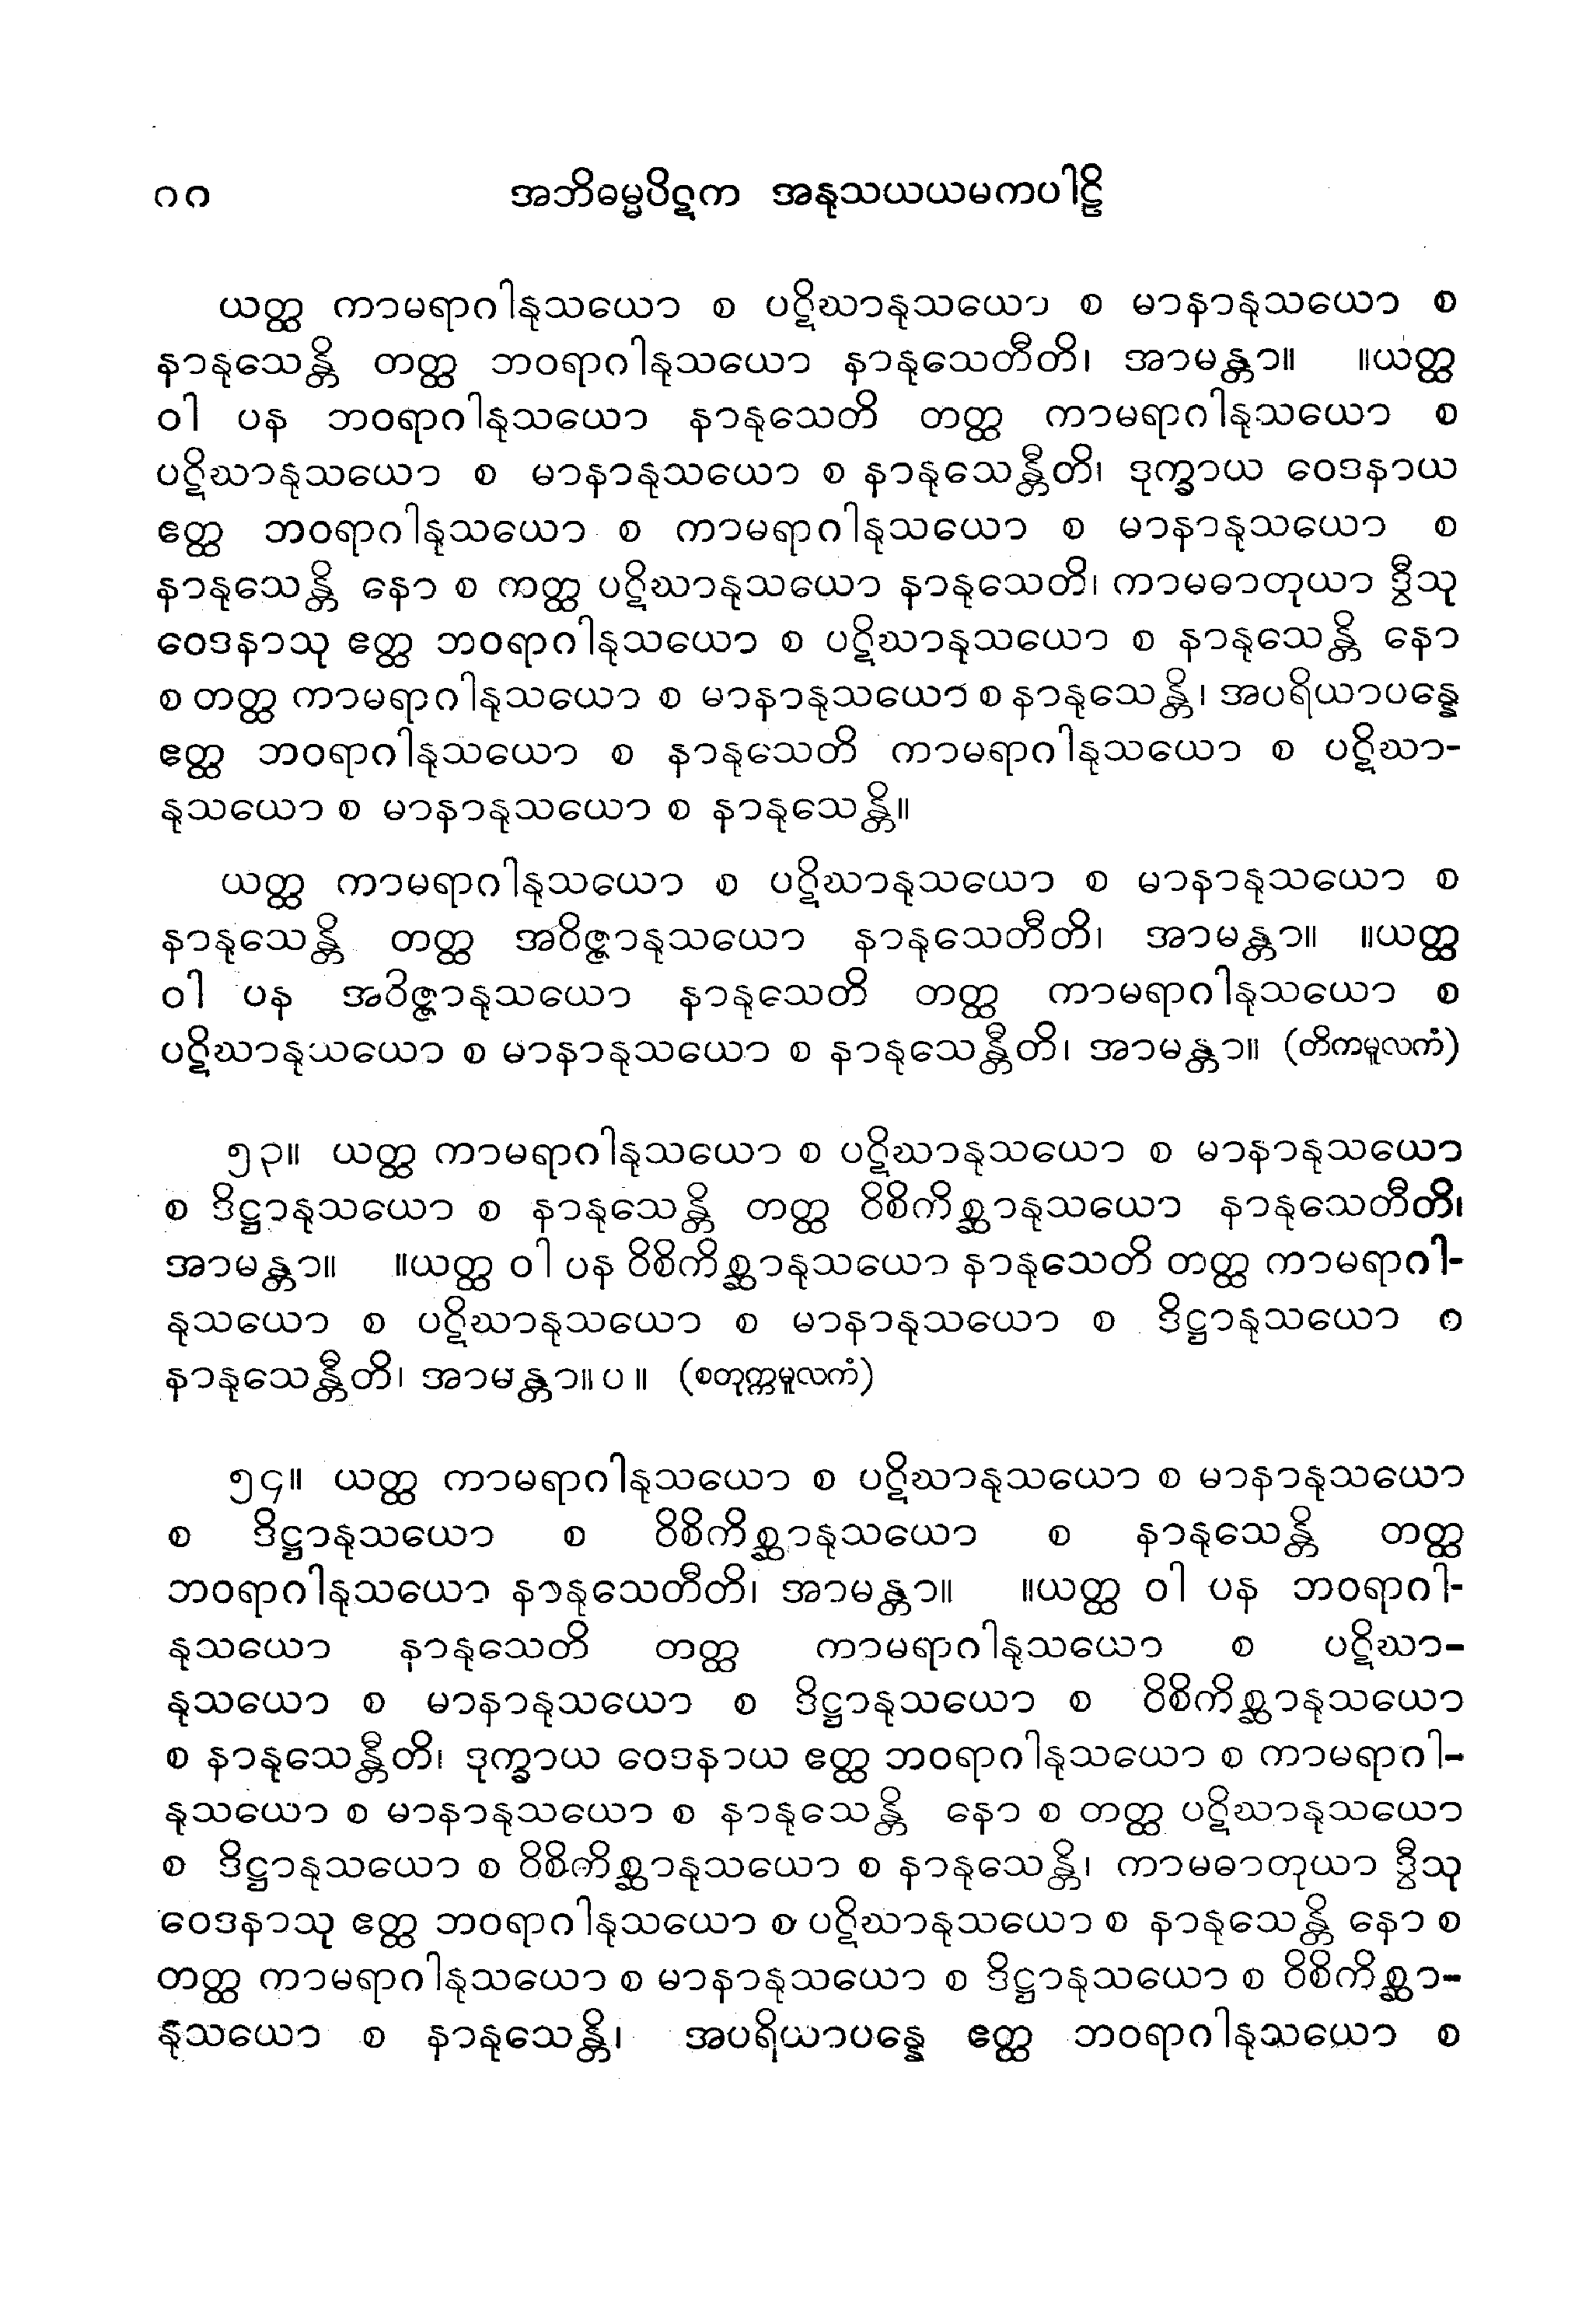 ၈၈ အဘိဓမ္မပိဋက အနုသယယမကပါဠိ
ယတ္ထ ကာမရာဂါနုသယော စ ပဋိဃာနုသယော စ မာနာနုသယော စ
နာနုသေန္တိ တတ္ထ ဘဝရာဂါနုသယော နာနုသေတီတိ၊ အာမန္တာ။ ။ယတ္ထ
ဝါ ပန ဘဝရာဂါနုသယော နာနုသေတိ တတ္ထ ကာမရာဂါနုသယော စ
ပဋိဃာနုသယော စ မာနာနုသယော စ နာနုသေန္တီတိ၊ ဒုက္ခာယ ဝေဒနာယ
ဧတ္ထ ဘဝရာဂါနုသယော စ ကာမရာဂါနုသယော စ မာနာနုသယော စ
နာနုသေန္တိ နော စ တတ္ထ ပဋိဃာနုသယော နာနုသေတိ၊ ကာမဓာတုယာ ဒွီသု
ဝေဒနာသု ဧတ္ထ ဘဝရာဂါနုသယော စ ပဋိဃာနုသယော စ နာနုသေန္တိ နော
စ တတ္ထ ကာမရာဂါနုသယော စ မာနာနုသယော စ နာနုသေန္တိ၊ အပရိယာပန္နေ
ဧတ္ထ ဘဝရာဂါနုသယော စ နာနုသေတိ ကာမရာဂါနုသယော စ ပဋိဃာ-
နုသယော စ မာနာနုသယော စ နာနုသေန္တိ။
ယတ္ထ ကာမရာဂါနုသယော စ ပဋိဃာနုသယော စ မာနာနုသယော စ
နာနုသေန္တိ တတ္ထ အဝိဇ္ဇာနုသယော နာနုသေတီတိ၊ အာမန္တာ။ ။ယတ္ထ
ဝါ ပန အဝိဇ္ဇာနုသယော နာနုသေတိ တတ္ထ ကာမရာဂါနုသယော စ
ပဋိဃာနုသယော စ မာနာနုသယော စ နာနုသေန္တီတိ၊ အာမန္တာ။ (တိကမူလကံ)
၅၃။ ယတ္ထ ကာမရာဂါနုသယော စ ပဋိဃာနုသယော စ မာနာနုသယော
စ ဒိဋ္ဌာနုသယော စ နာနုသေန္တိ တတ္ထ ဝိစိကိစ္ဆာနုသယော နာနုသေတီတိ၊
အာမန္တာ။ ။ယတ္ထ ဝါ ပန ဝိစိကိစ္ဆာနုသယော နာနုသေတိ တတ္ထ ကာမရာဂါ-
နုသယော စ ပဋိဃာနုသယော စ မာနာနုသယော စ ဒိဋ္ဌာနုသယော စ
နာနုသေန္တီတိ၊ အာမန္တာ။ ပ ။ (စတုက္ကမူလကံ)
၅၄။ ယတ္ထ ကာမရာဂါနုသယော စ ပဋိဃာနုသယော စ မာနာနုသယော
စ ဒိဋ္ဌာနုသယော စ ဝိစိကိစ္ဆာနုသယော စ နာနုသေန္တိ တတ္ထ
ဘဝရာဂါနုသယော နာနုသေတီတိ၊ အာမန္တာ။ ။ယတ္ထ ဝါ ပန ဘဝရာဂါ-
နုသယော နာနုသေတိ တတ္ထ ကာမရာဂါနုသယော စ ပဋိဃာ-
နုသယော စ မာနာနုသယော စ ဒိဋ္ဌာနုသယော စ ဝိစိကိစ္ဆာနုသယော
စ နာနုသေန္တီတိ၊ ဒုက္ခာယ ဝေဒနာယ ဧတ္ထ ဘဝရာဂါနုသယော စ ကာမရာဂါ-
နုသယော စ မာနာနုသယော စ နာနုသေန္တိ နော စ တတ္ထ ပဋိဃာနုသယော
စ ဒိဋ္ဌာနုသယော စ ဝိစိကိစ္ဆာနုသယော စ နာနုသေန္တိ၊ ကာမဓာတုယာ ဒွီသု
ဝေဒနာသု ဧတ္ထ ဘဝရာဂါနုသယော စ ပဋိဃာနုသယော စ နာနုသေန္တိ နော စ
တတ္ထ ကာမရာဂါနုသယော စ မာနာနုသယော စ ဒိဋ္ဌာနုသယော စ ဝိစိကိစ္ဆာ-
နုသယော စ နာနုသေန္တိ၊ အပရိယာပန္နေ ဧတ္ထ ဘဝရာဂါနုသယော စ